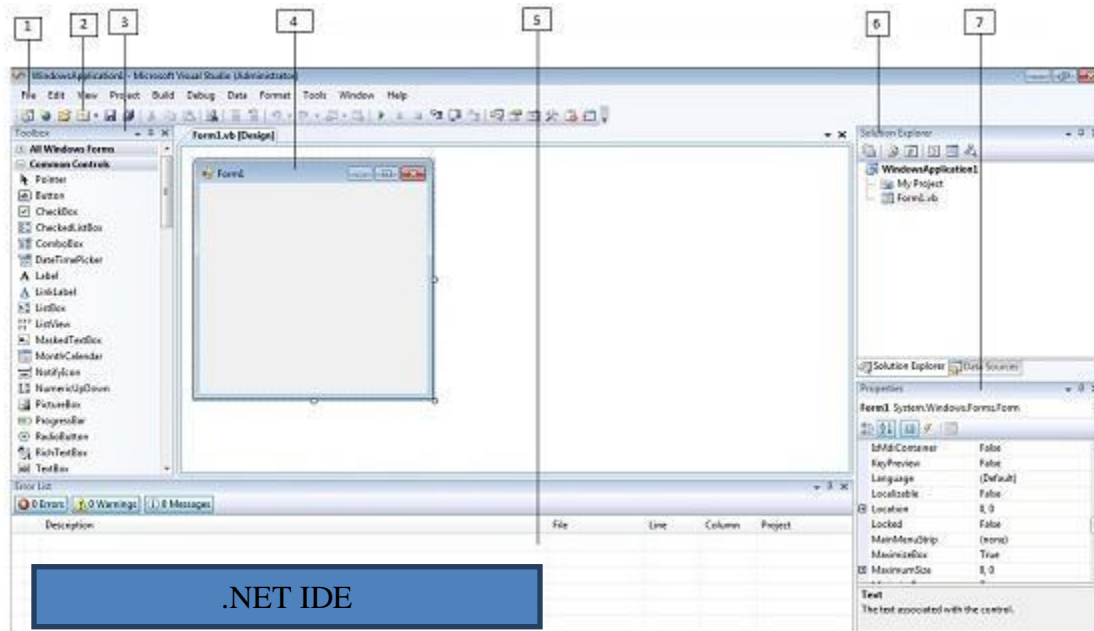 1 2 3 4 5 6 7
WindowsApplication1 - Microsoft Visual Studio (Administrator)
File Edit View Project Build Debug Data Format Tools Window Help
Toolbox
All Windows Forms
Common Controls
Pointer
Button
CheckBox
CheckedListBox
ComboBox
DateTimePicker
Label
LinkLabel
ListBox
ListView
MaskedTextBox
MonthCalendar
NotifyIcon
NumericUpDown
PictureBox
ProgressBar
RadioButton
RichTextBox
TextBox
Form1.vb [Design]
Form1
Solution Explorer
WindowsApplication1
My Project
Form1.vb
Solution Explorer Data Sources
Properties
Form1 System.Windows.Forms.Form
IsMdiContainer False
KeyPreview False
Language (Default)
Localizable False
Location 0, 0
Locked False
MainMenuStrip (none)
MaximizeBox True
MaximumSize 0, 0
Text
The text associated with the control.
Error List
0 Errors 0 Warnings 0 Messages
Description File Line Column Project
.NET IDE